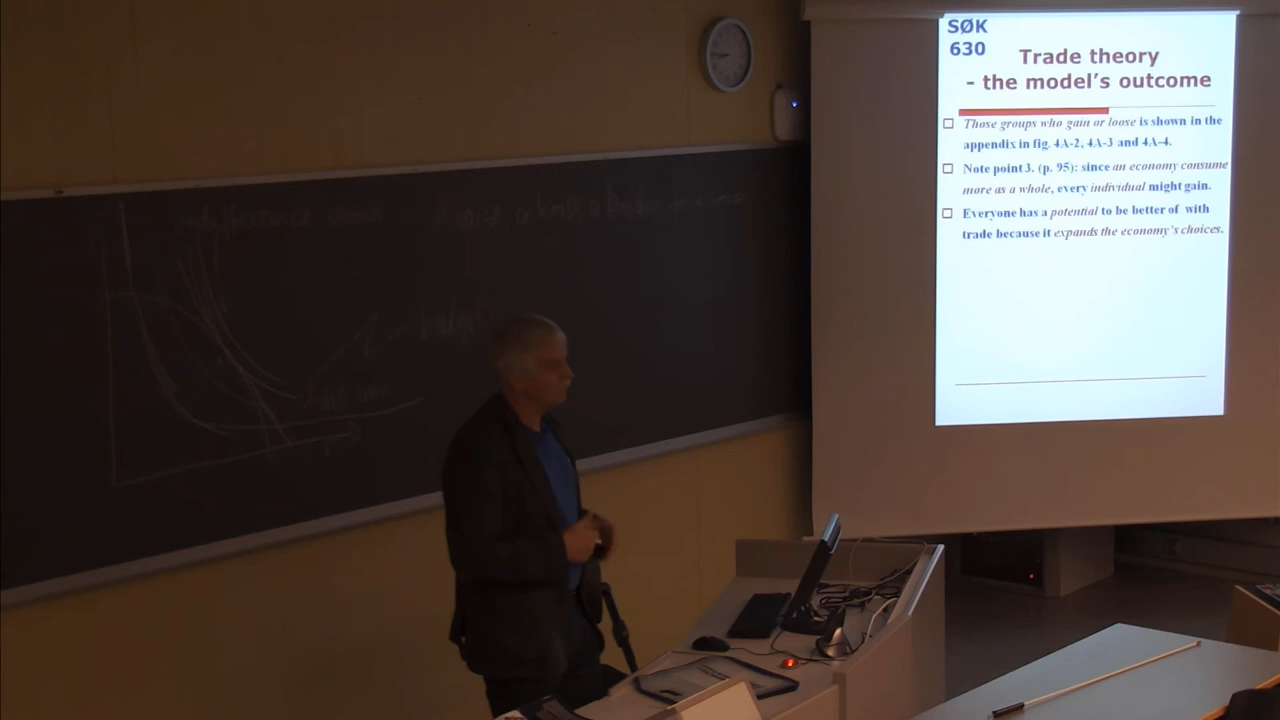 SØK
630
Trade theory
- the model's outcome
Those groups who gain or loose is shown in the
appendix in fig. 4A-2, 4A-3 and 4A-4.
Note point 3. (p. 95): since an economy consume
more as a whole, every individual might gain.
Everyone has a potential to be better of with
trade because it expands the economy's choices.
indifference